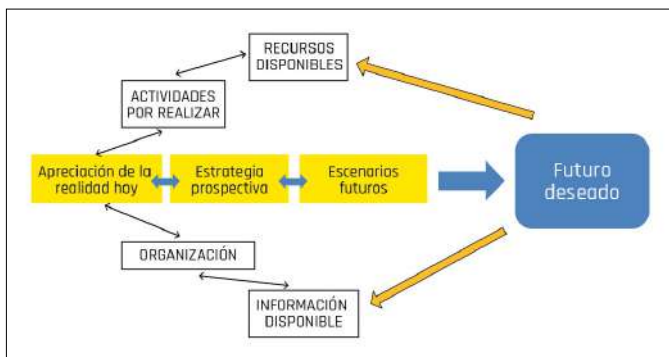 RECURSOS
DISPONIBLES
ACTIVIDADES
POR REALIZAR
Apreciación de la
realidad hoy
Estrategia
prospectiva
Escenarios
futuros
Futuro
deseado
ORGANIZACIÓN
INFORMACIÓN
DISPONIBLE